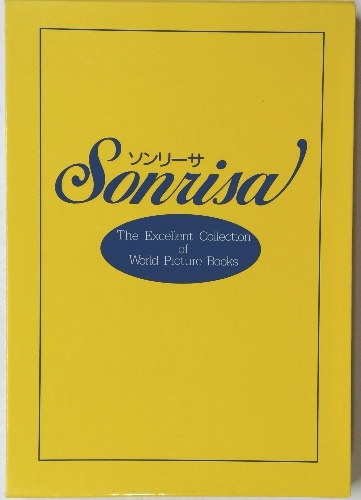 ソンリーサ
Sonrisa
The Excellent Collection
of
World Picture Books